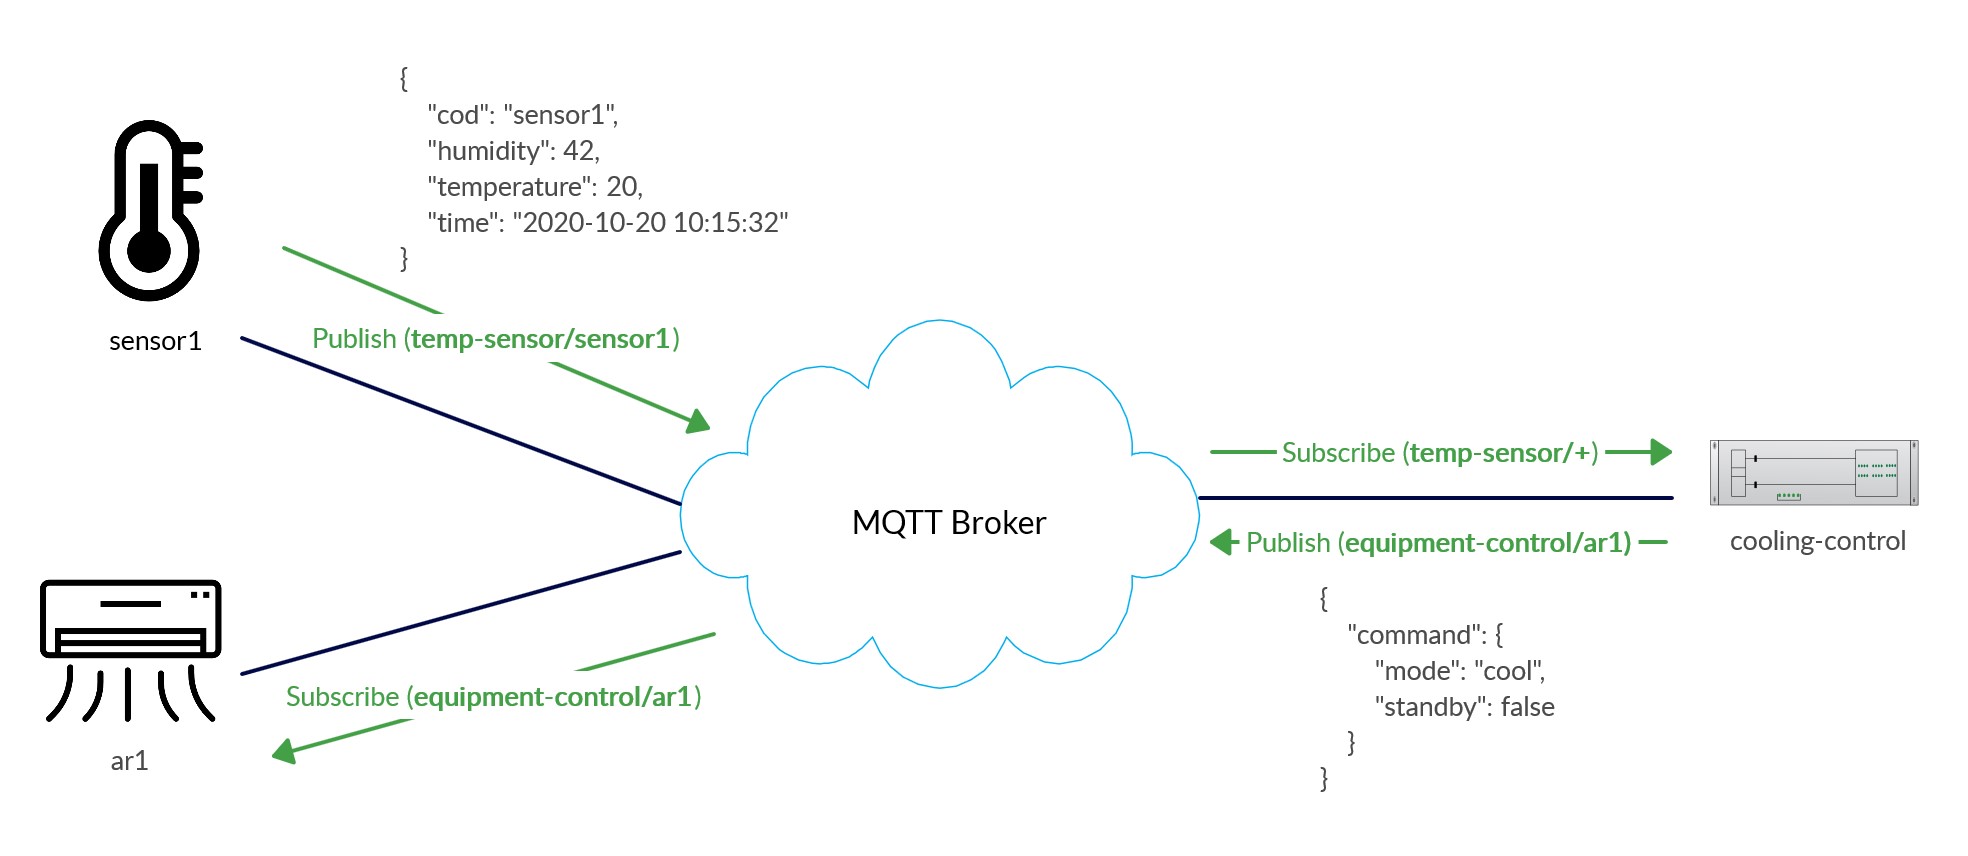 {
"cod": "sensor1",
"humidity": 42,
"temperature": 20,
"time": "2020-10-20 10:15:32"
}
sensor1
Publish (temp-sensor/sensor1)
MQTT Broker
Subscribe (temp-sensor/+)
Publish (equipment-control/ar1)
cooling-control
{
"command": {
"mode": "cool",
"standby": false
}
}
Subscribe (equipment-control/ar1)
ar1